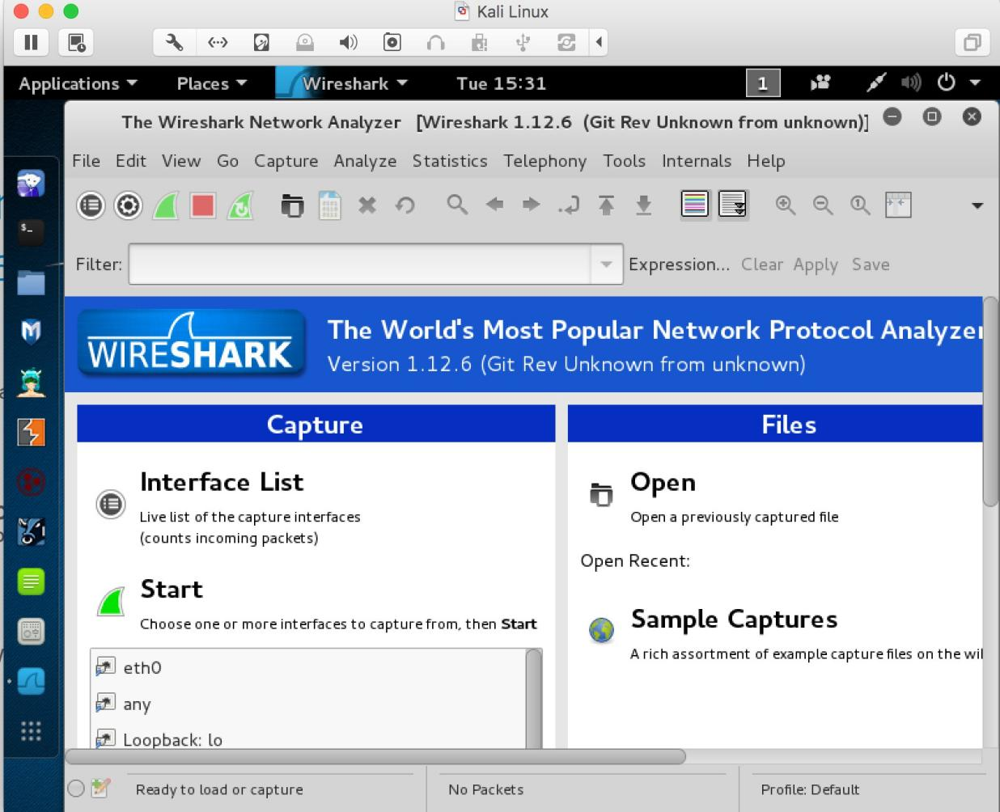 Kali Linux
Applications Places Wireshark Tue 15:31 1
The Wireshark Network Analyzer [Wireshark 1.12.6 (Git Rev Unknown from unknown)]
File Edit View Go Capture Analyze Statistics Telephony Tools Internals Help
Filter: Expression... Clear Apply Save
WIRESHARK
The World's Most Popular Network Protocol Analyzer
Version 1.12.6 (Git Rev Unknown from unknown)
Capture
Interface List
Live list of the capture interfaces
(counts incoming packets)
Start
Choose one or more interfaces to capture from, then Start
eth0
any
Loopback: lo
Files
Open
Open a previously captured file
Open Recent:
Sample Captures
A rich assortment of example capture files on the wil
Ready to load or capture
No Packets
Profile: Default